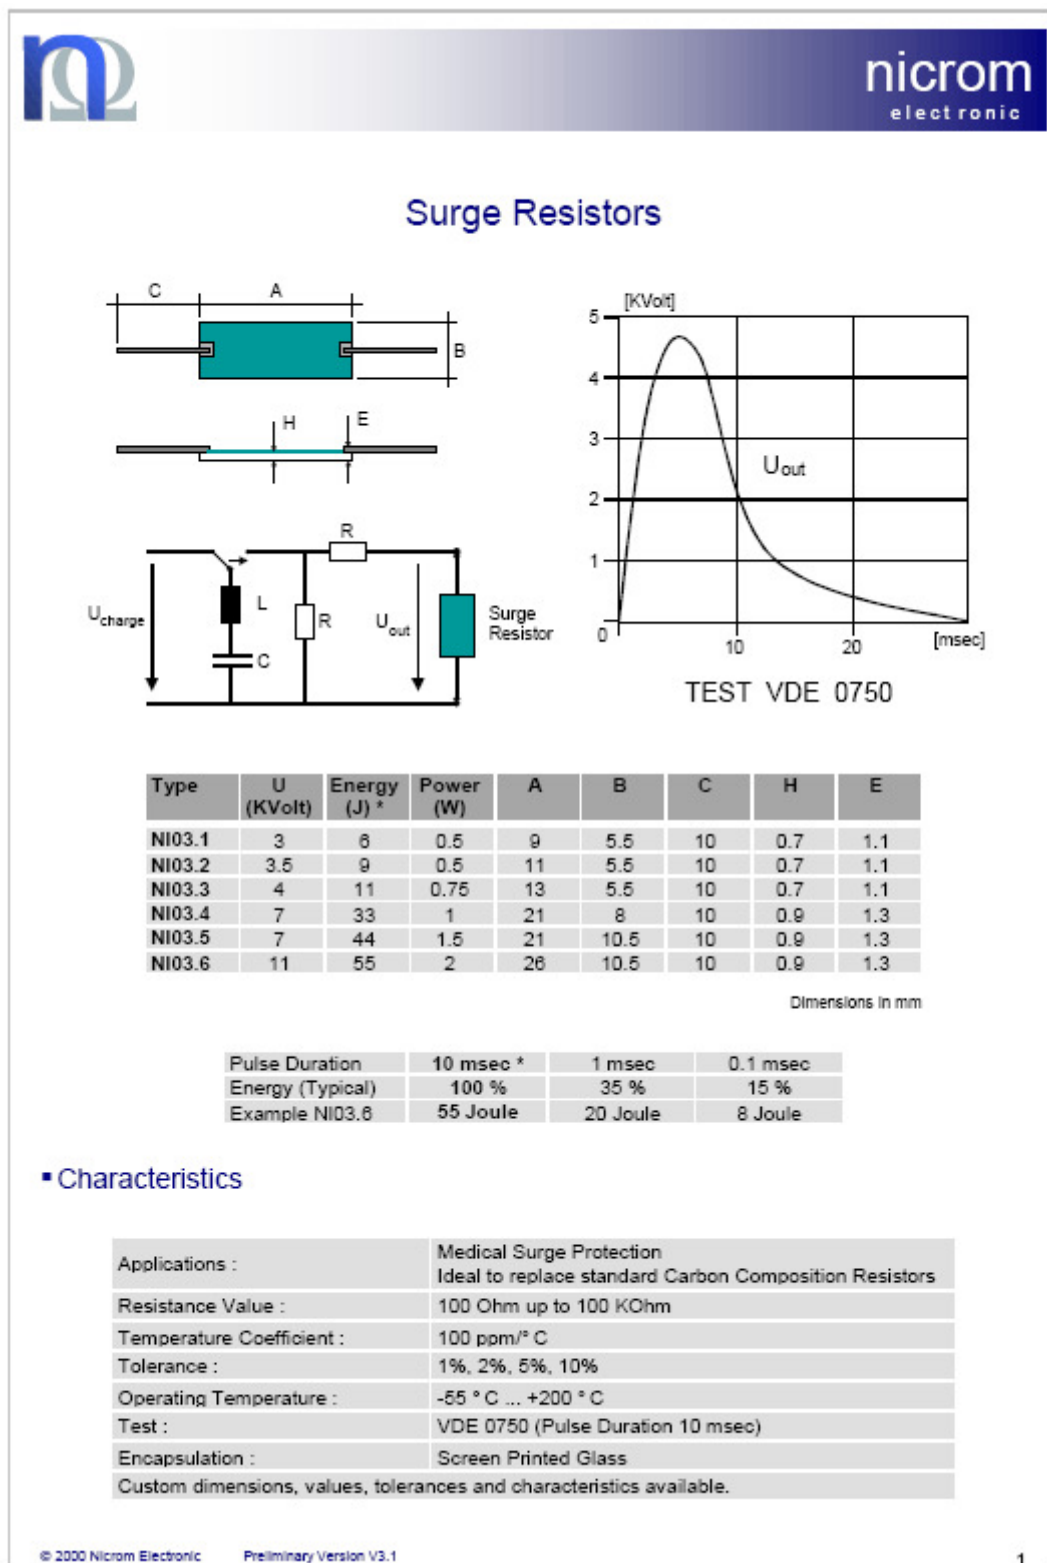 nΩ
nicrom
electronic
Surge Resistors
C A
B
H E
R
U charge
L
R
C
U out
Surge
Resistor
[KVolt]
5
4
3
2
1
0
10
20
[msec]
Uout
TEST VDE 0750
Type U (KVolt) Energy (J) * Power (W) A B C H E
NI03.1 3 6 0.5 9 5.5 10 0.7 1.1
NI03.2 3.5 9 0.5 11 5.5 10 0.7 1.1
NI03.3 4 11 0.75 13 5.5 10 0.7 1.1
NI03.4 7 33 1 21 8 10 0.9 1.3
NI03.5 7 44 1.5 21 10.5 10 0.9 1.3
NI03.6 11 55 2 26 10.5 10 0.9 1.3
Dimensions in mm
Pulse Duration 10 msec * 1 msec 0.1 msec
Energy (Typical) 100 % 35 % 15 %
Example NI03.6 55 Joule 20 Joule 8 Joule
▪ Characteristics
Applications : Medical Surge Protection
Ideal to replace standard Carbon Composition Resistors
Resistance Value : 100 Ohm up to 100 KOhm
Temperature Coefficient : 100 ppm/° C
Tolerance : 1%, 2%, 5%, 10%
Operating Temperature : -55 ° C ... +200 ° C
Test : VDE 0750 (Pulse Duration 10 msec)
Encapsulation : Screen Printed Glass
Custom dimensions, values, tolerances and characteristics available.
© 2000 Nicrom Electronic Preliminary Version V3.1
1